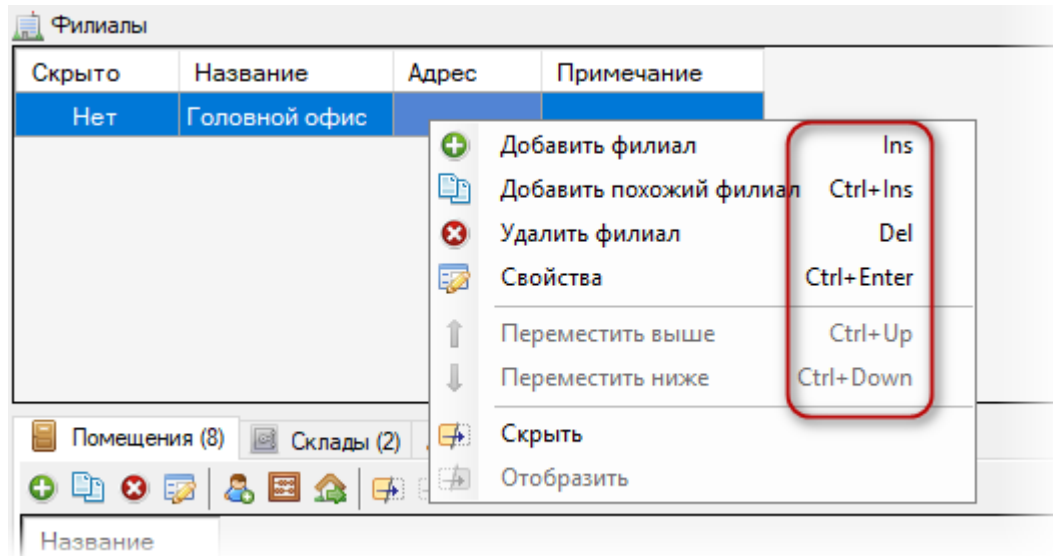 Филиалы
Скрыто Название Адрес Примечание
Нет Головной офис
Добавить филиал Ins
Добавить похожий филиал Ctrl+Ins
Удалить филиал Del
Свойства Ctrl+Enter
Переместить выше Ctrl+Up
Переместить ниже Ctrl+Down
Скрыть
Отобразить
Помещения (8) Склады (2)
Название